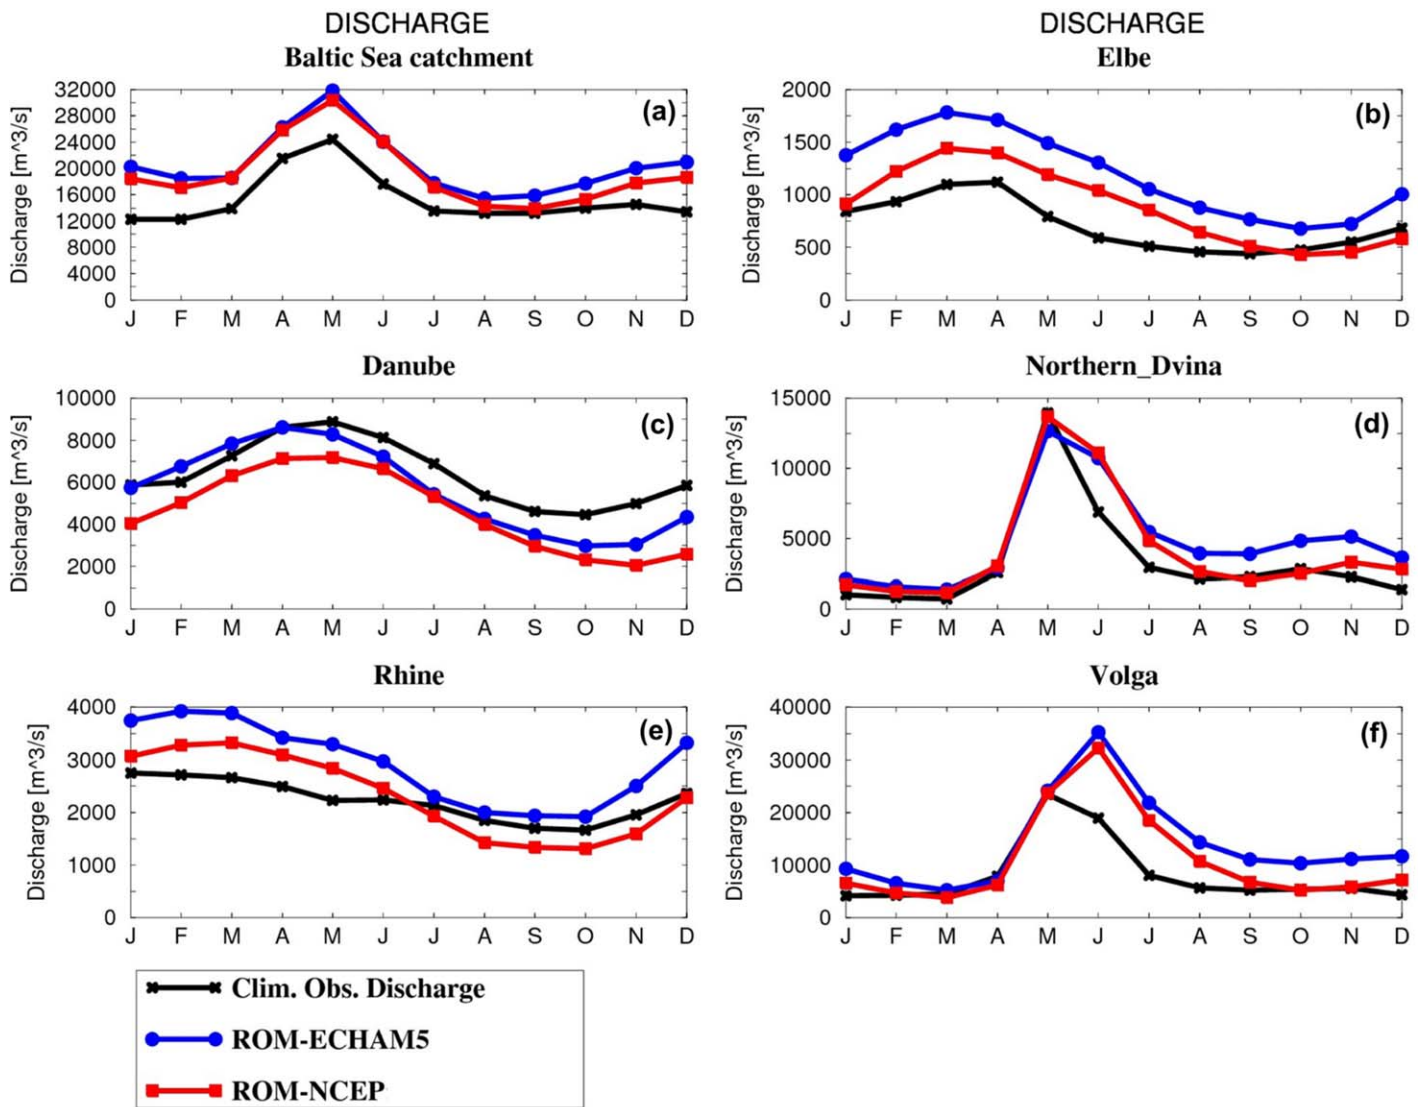 DISCHARGE
Baltic Sea catchment
Discharge [m^3/s]
32000
28000
24000
20000
16000
12000
8000
4000
0
(a)
J F M A M J J A S O N D
DISCHARGE
Elbe
Discharge [m^3/s]
2000
1500
1000
500
0
(b)
J F M A M J J A S O N D
Danube
Discharge [m^3/s]
10000
8000
6000
4000
2000
0
(c)
J F M A M J J A S O N D
Northern_Dvina
Discharge [m^3/s]
15000
10000
5000
0
(d)
J F M A M J J A S O N D
Rhine
Discharge [m^3/s]
4000
3000
2000
1000
0
(e)
J F M A M J J A S O N D
Volga
Discharge [m^3/s]
40000
30000
20000
10000
0
(f)
J F M A M J J A S O N D
Clim. Obs. Discharge
ROM-ECHAM5
ROM-NCEP